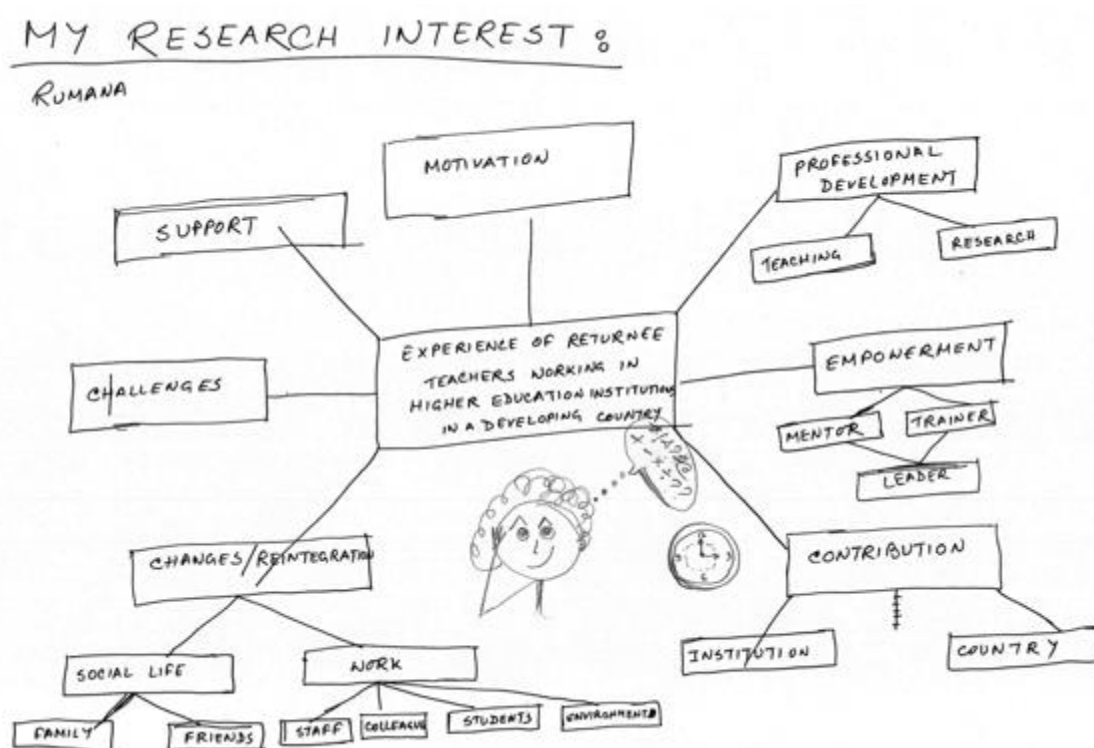 MY RESEARCH INTEREST:
RUMANA
MOTIVATION
PROFESSIONAL
DEVELOPMENT
SUPPORT
TEACHING
RESEARCH
EXPERIENCE OF RETURNEE
TEACHERS WORKING IN
HIGHER EDUCATION INSTITUTIONS
IN A DEVELOPING COUNTRY
CHALLENGES
EMPOWERMENT
MENTOR
TRAINER
LEADER
CHANGES/REINTEGRATION
CONTRIBUTION
INSTITUTION
COUNTRY
SOCIAL LIFE
WORK
FAMILY
FRIENDS
STAFF
COLLEAGUE
STUDENTS